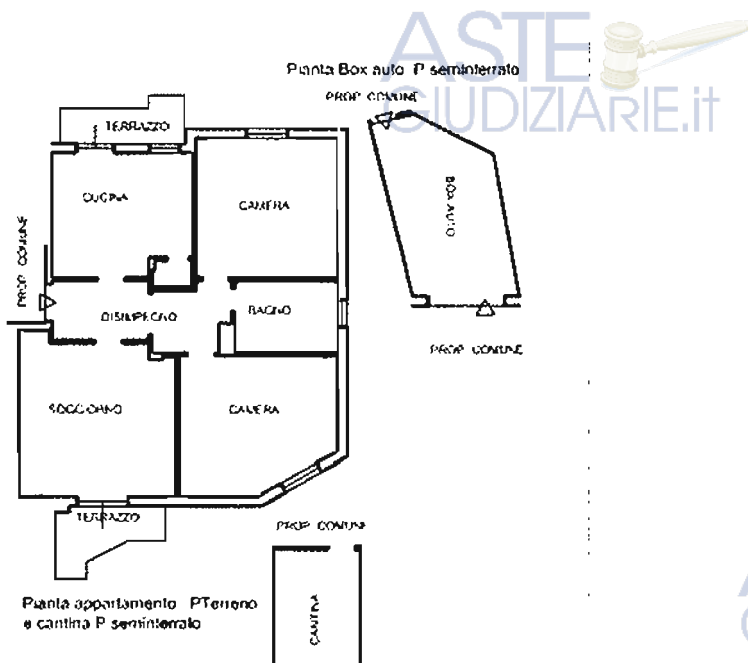 ASTE
GIUDIZIARIE.it
Pianta Box auto P seminterrato
PROP COMUNE
TERRAZZO
CUCINA
CAMERA
BOX AUTO
PROP COMUNE
DISIMPEGNO
BAGNO
PROP COMUNE
SOGGIORNO
CAMERA
TERRAZZO
PROP COMUNE
Pianta appartamento PTerreno
e cantina P seminterrato
CANTINA